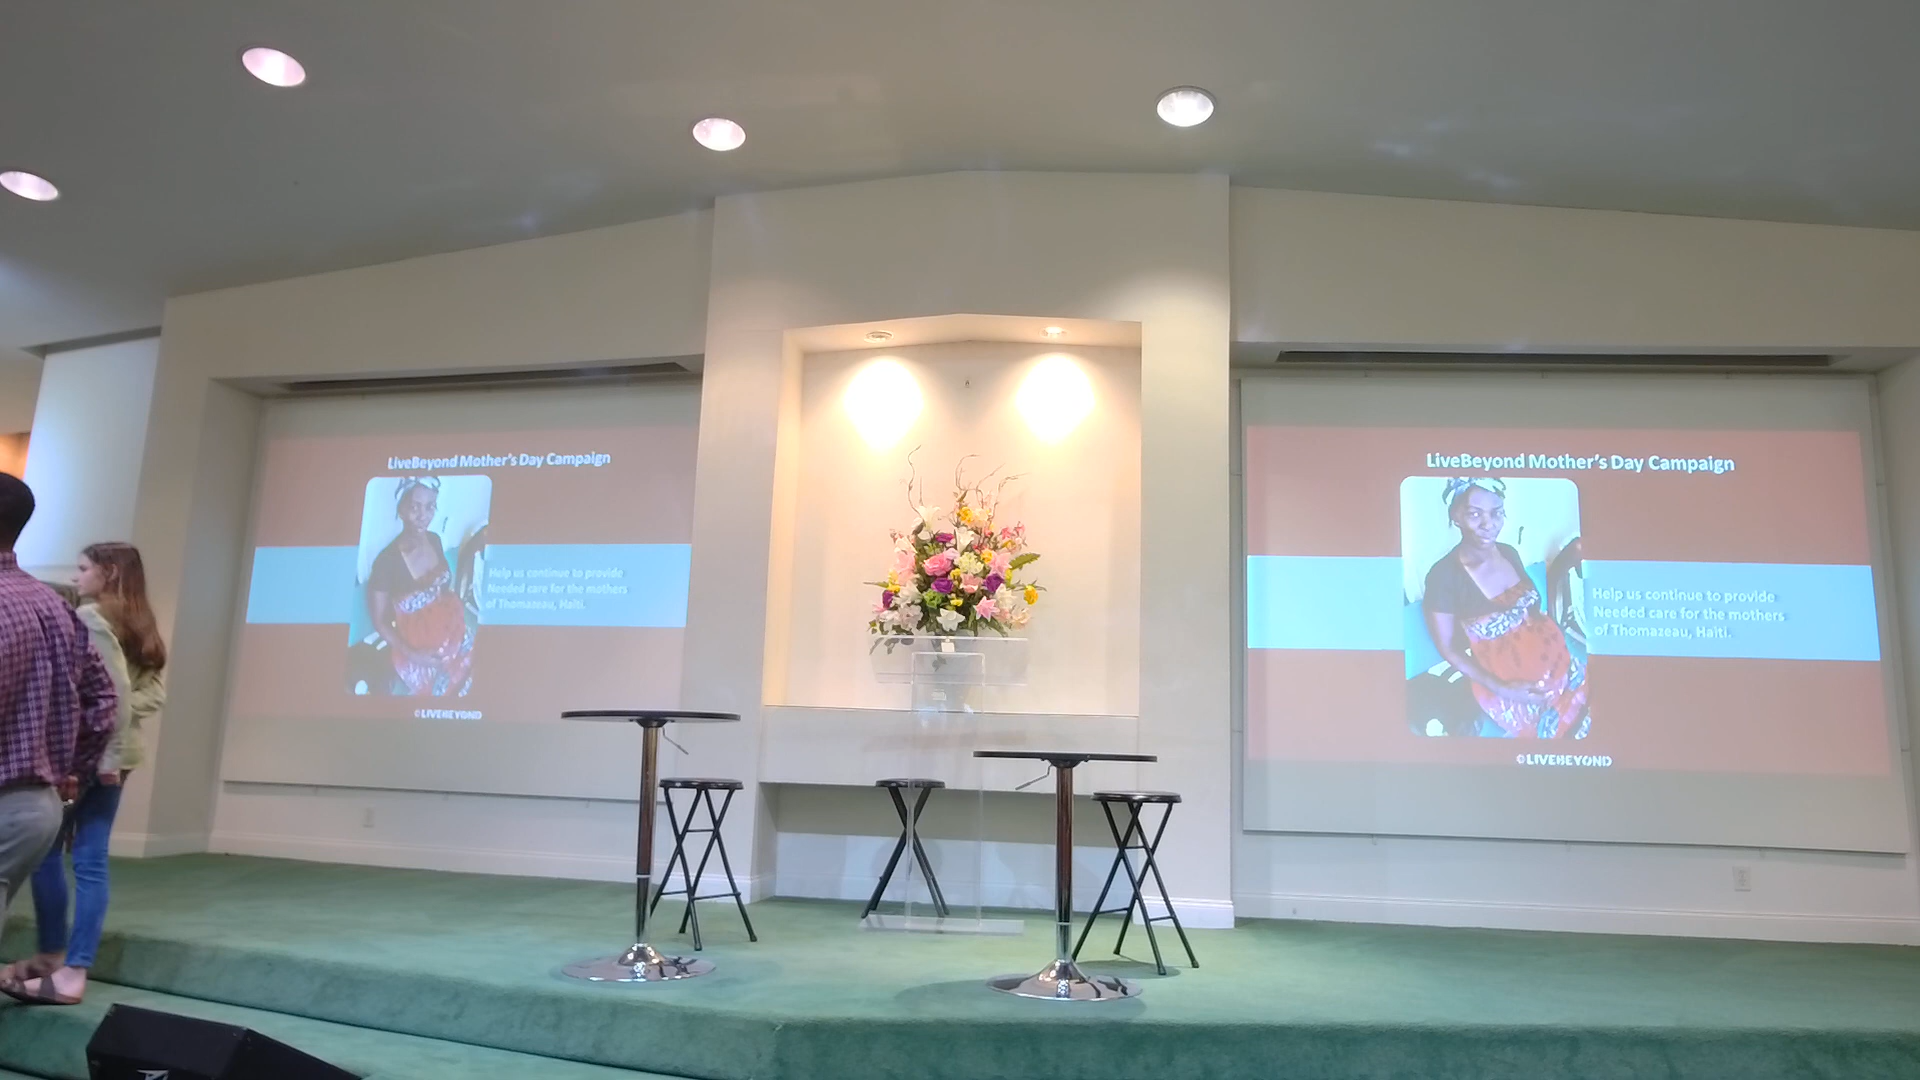 LiveBeyond Mother's Day Campaign
Help us continue to provide
Needed care for the mothers
of Thomazeau, Haiti.
LIVEBEYOND
LiveBeyond Mother's Day Campaign
Help us continue to provide
Needed care for the mothers
of Thomazeau, Haiti.
LIVEBEYOND